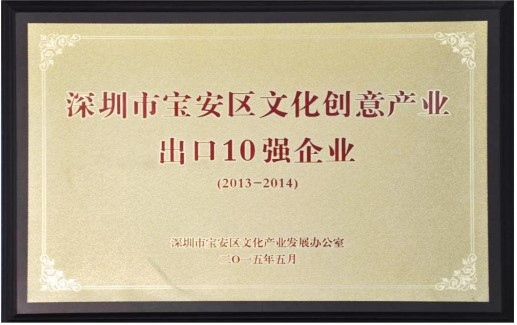 深圳市宝安区文化创意产业
出口10强企业
(2013-2014)
深圳市宝安区文化产业发展办公室
二〇一五年五月